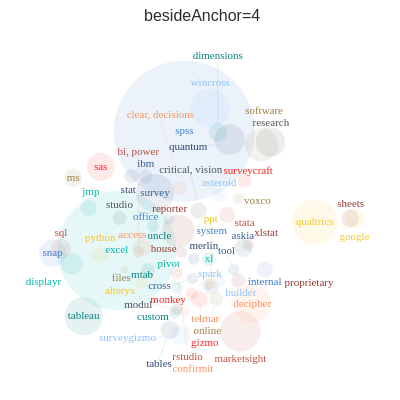 besideAnchor=4
dimensions
wincross
clear, decisions
software
research
spss
quantum
bi, power
ibm
critical, vision
surveycraft
sas
ms
asteroid
jmp
stat
survey
voxco
studio
reporter
sheets
office
ppt
stata
qualtrics
sql
python
access
uncle
system
askia
xlstat
google
snap
excel
house
merlin
tool
displayr
pivot
xl
files
mtab
spark
internal
proprietary
alteryx
cross
builder
modul
monkey
decipher
tableau
custom
telmar
online
surveygizmo
gizmo
tables
rstudio
marketsight
confirmit